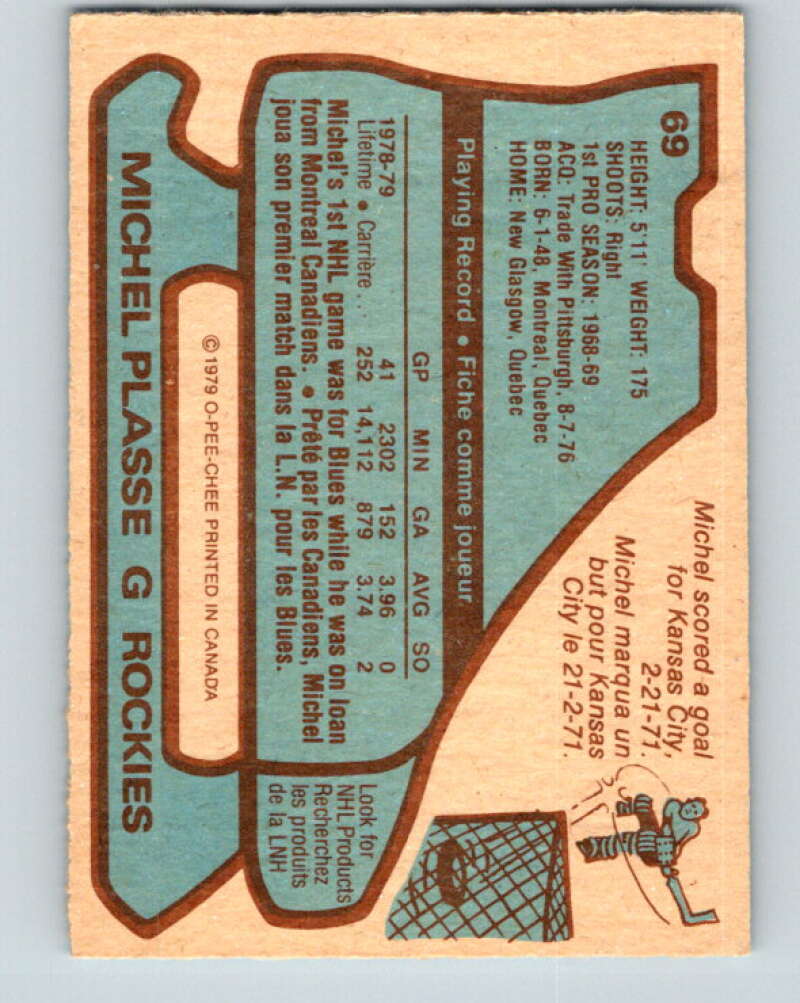 69
HEIGHT: 5'11' WEIGHT: 175
SHOOTS: Right
1st PRO SEASON: 1968-69
ACQ: Trade With Pittsburgh, 8-7-76
BORN: 6-1-48, Montreal, Quebec
HOME: New Glasgow, Quebec
Michel scored a goal
for Kansas City,
2-21-71.
Michel marqua un
but pour Kansas
City le 21-2-71.
Playing Record • Fiche comme joueur
GP MIN GA AVG SO
1978-79 41 2302 152 3.96 0
Lifetime • Carrière... 252 14,112 879 3.74 2
Michel's 1st NHL game was for Blues while he was on loan
from Montreal Canadiens. • Prêté par les Canadiens, Michel
joua son premier match dans la L.N. pour les Blues.
Look for
NHL Products
Recherchez
les produits
de la LNH
© 1979 O-PEE-CHEE PRINTED IN CANADA
MICHEL PLASSE G ROCKIES